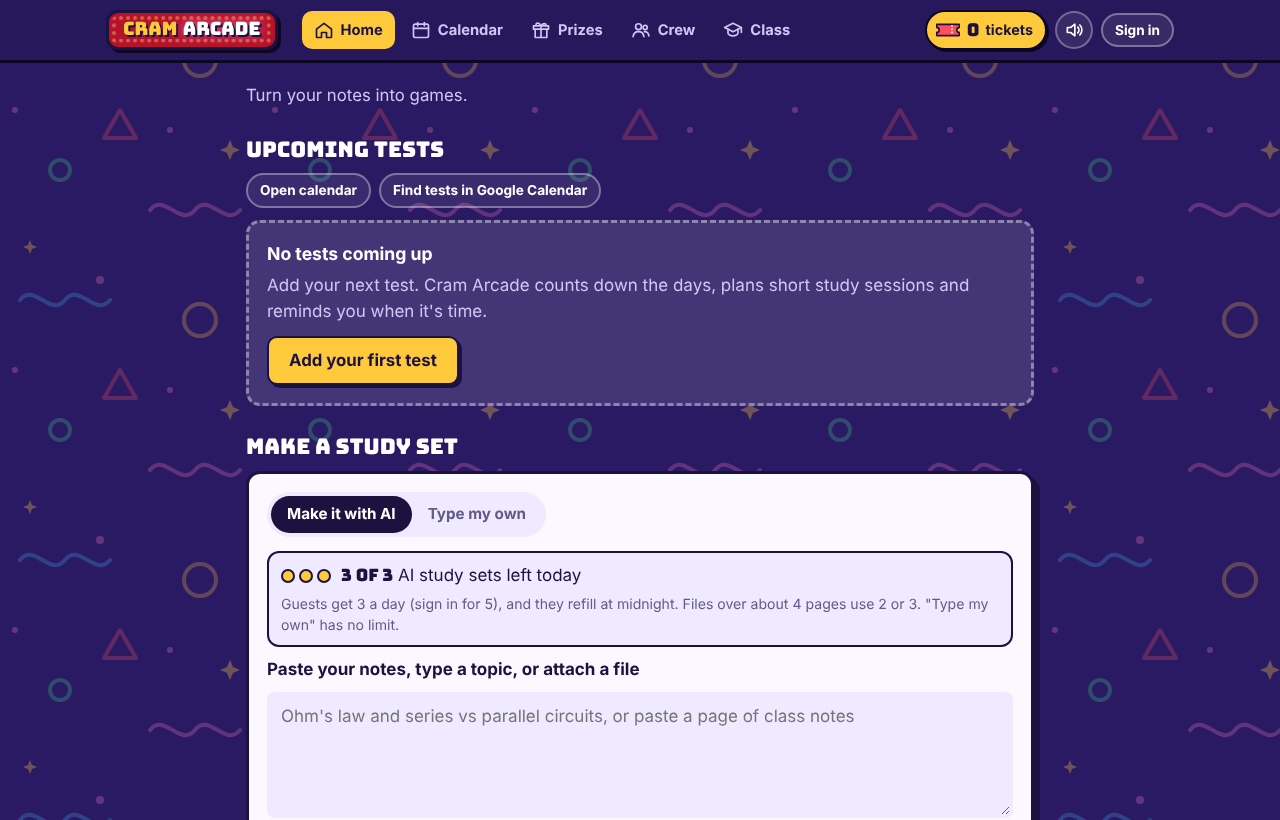 CRAM ARCADE
Home
Calendar
Prizes
Crew
Class
0 tickets
Sign in
Turn your notes into games.
UPCOMING TESTS
Open calendar
Find tests in Google Calendar
No tests coming up
Add your next test. Cram Arcade counts down the days, plans short study sessions and
reminds you when it's time.
Add your first test
MAKE A STUDY SET
Make it with AI
Type my own
3 OF 3 AI study sets left today
Guests get 3 a day (sign in for 5), and they refill at midnight. Files over about 4 pages use 2 or 3. "Type my
own" has no limit.
Paste your notes, type a topic, or attach a file
Ohm's law and series vs parallel circuits, or paste a page of class notes